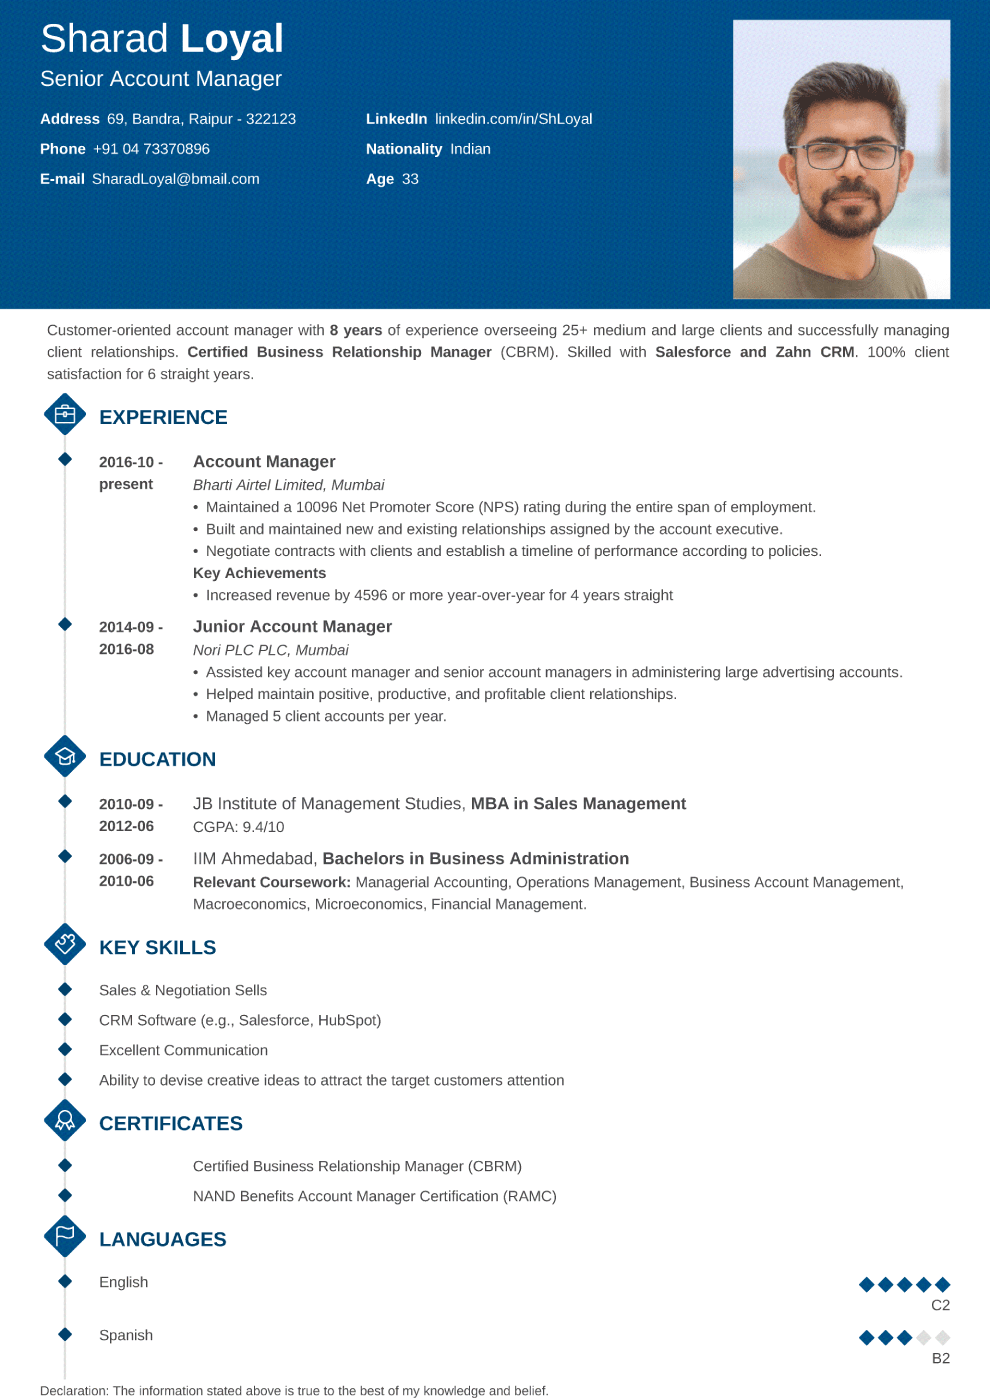 Sharad Loyal
Senior Account Manager
Address 69, Bandra, Raipur - 322123
LinkedIn linkedin.com/in/ShLoyal
Phone +91 04 73370896
Nationality Indian
E-mail SharadLoyal@bmail.com
Age 33
Customer-oriented account manager with 8 years of experience overseeing 25+ medium and large clients and successfully managing
client relationships. Certified Business Relationship Manager (CBRM). Skilled with Salesforce and Zahn CRM. 100% client
satisfaction for 6 straight years.
EXPERIENCE
2016-10 -
present
Account Manager
Bharti Airtel Limited, Mumbai
• Maintained a 10096 Net Promoter Score (NPS) rating during the entire span of employment.
• Built and maintained new and existing relationships assigned by the account executive.
• Negotiate contracts with clients and establish a timeline of performance according to policies.
Key Achievements
• Increased revenue by 4596 or more year-over-year for 4 years straight
2014-09 -
2016-08
Junior Account Manager
Nori PLC PLC, Mumbai
• Assisted key account manager and senior account managers in administering large advertising accounts.
• Helped maintain positive, productive, and profitable client relationships.
• Managed 5 client accounts per year.
EDUCATION
2010-09 -
2012-06
JB Institute of Management Studies, MBA in Sales Management
CGPA: 9.4/10
2006-09 -
2010-06
IIM Ahmedabad, Bachelors in Business Administration
Relevant Coursework: Managerial Accounting, Operations Management, Business Account Management,
Macroeconomics, Microeconomics, Financial Management.
KEY SKILLS
Sales & Negotiation Sells
CRM Software (e.g., Salesforce, HubSpot)
Excellent Communication
Ability to devise creative ideas to attract the target customers attention
CERTIFICATES
Certified Business Relationship Manager (CBRM)
NAND Benefits Account Manager Certification (RAMC)
LANGUAGES
English
C2
Spanish
B2
Declaration: The information stated above is true to the best of my knowledge and belief.